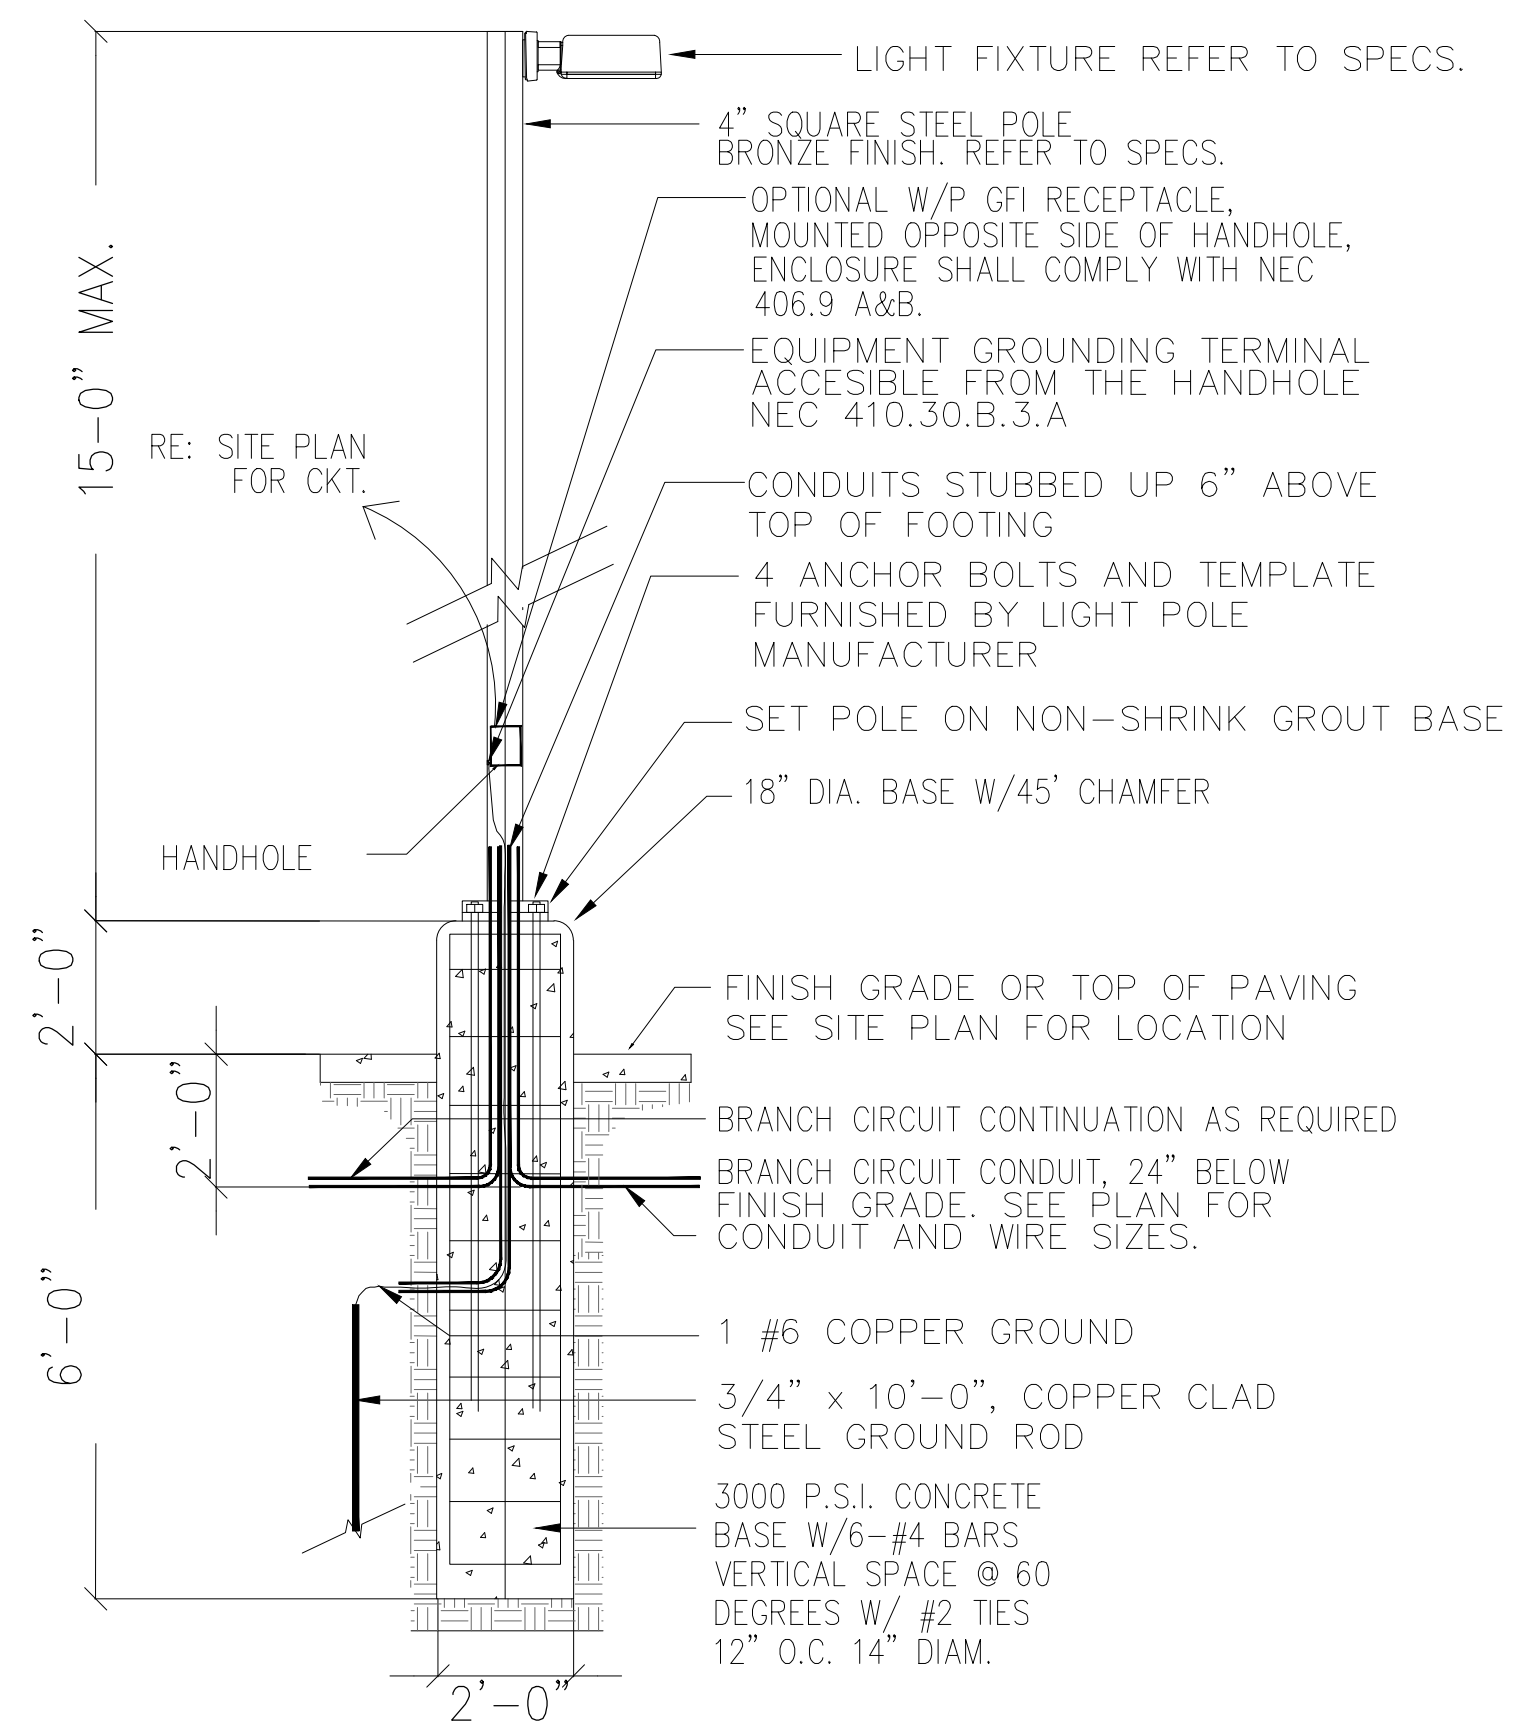 LIGHT FIXTURE REFER TO SPECS.
4" SQUARE STEEL POLE
BRONZE FINISH. REFER TO SPECS.
OPTIONAL W/P GFI RECEPTACLE,
MOUNTED OPPOSITE SIDE OF HANDHOLE,
ENCLOSURE SHALL COMPLY WITH NEC
406.9 A&B.
15-0" MAX.
EQUIPMENT GROUNDING TERMINAL
ACCESIBLE FROM THE HANDHOLE
NEC 410.30.B.3.A
RE: SITE PLAN
FOR CKT.
CONDUITS STUBBED UP 6" ABOVE
TOP OF FOOTING
4 ANCHOR BOLTS AND TEMPLATE
FURNISHED BY LIGHT POLE
MANUFACTURER
SET POLE ON NON-SHRINK GROUT BASE
18" DIA. BASE W/45' CHAMFER
HANDHOLE
2'-0"
FINISH GRADE OR TOP OF PAVING
SEE SITE PLAN FOR LOCATION
2'-0"
BRANCH CIRCUIT CONTINUATION AS REQUIRED
BRANCH CIRCUIT CONDUIT, 24" BELOW
FINISH GRADE. SEE PLAN FOR
CONDUIT AND WIRE SIZES.
6'-0"
1 #6 COPPER GROUND
3/4" x 10'-0", COPPER CLAD
STEEL GROUND ROD
3000 P.S.I. CONCRETE
BASE W/6-#4 BARS
VERTICAL SPACE @ 60
DEGREES W/ #2 TIES
12" O.C. 14" DIAM.
2'-0"